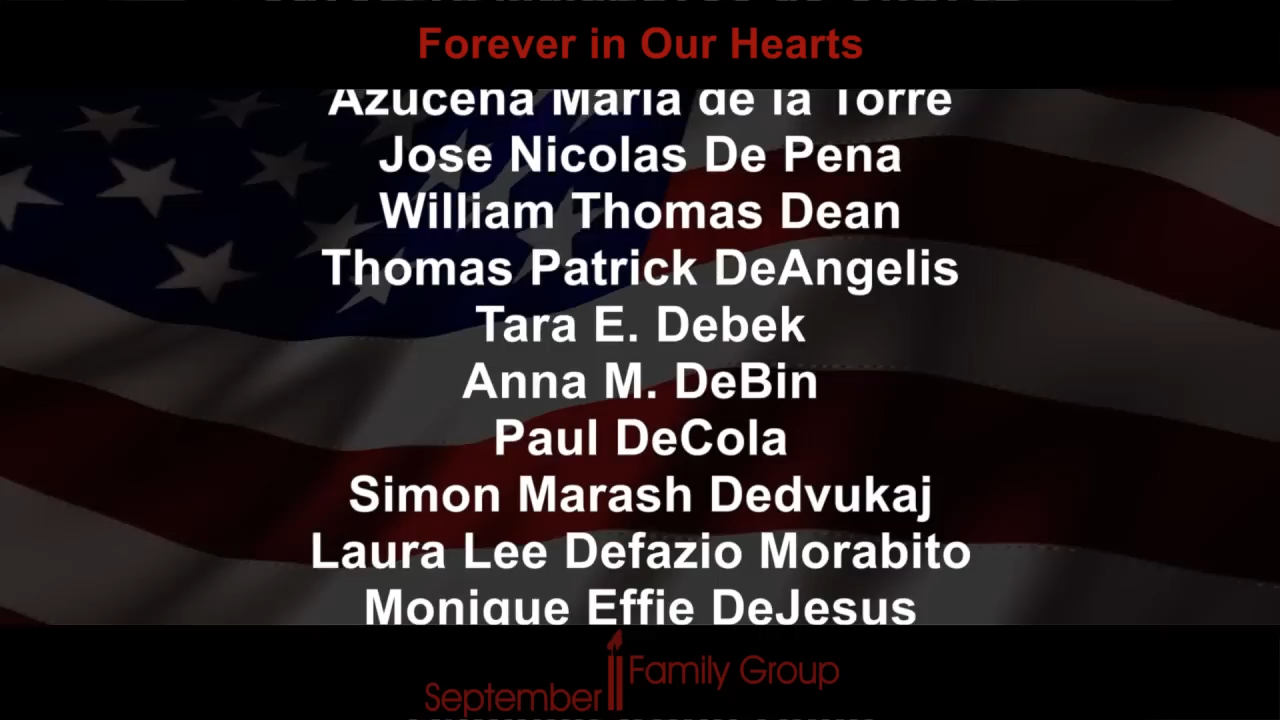 Forever in Our Hearts
Azucena Maria de la Torre
Jose Nicolas De Pena
William Thomas Dean
Thomas Patrick DeAngelis
Tara E. Debek
Anna M. DeBin
Paul DeCola
Simon Marash Dedvukaj
Laura Lee Defazio Morabito
Monique Effie DeJesus
September 11 Family Group